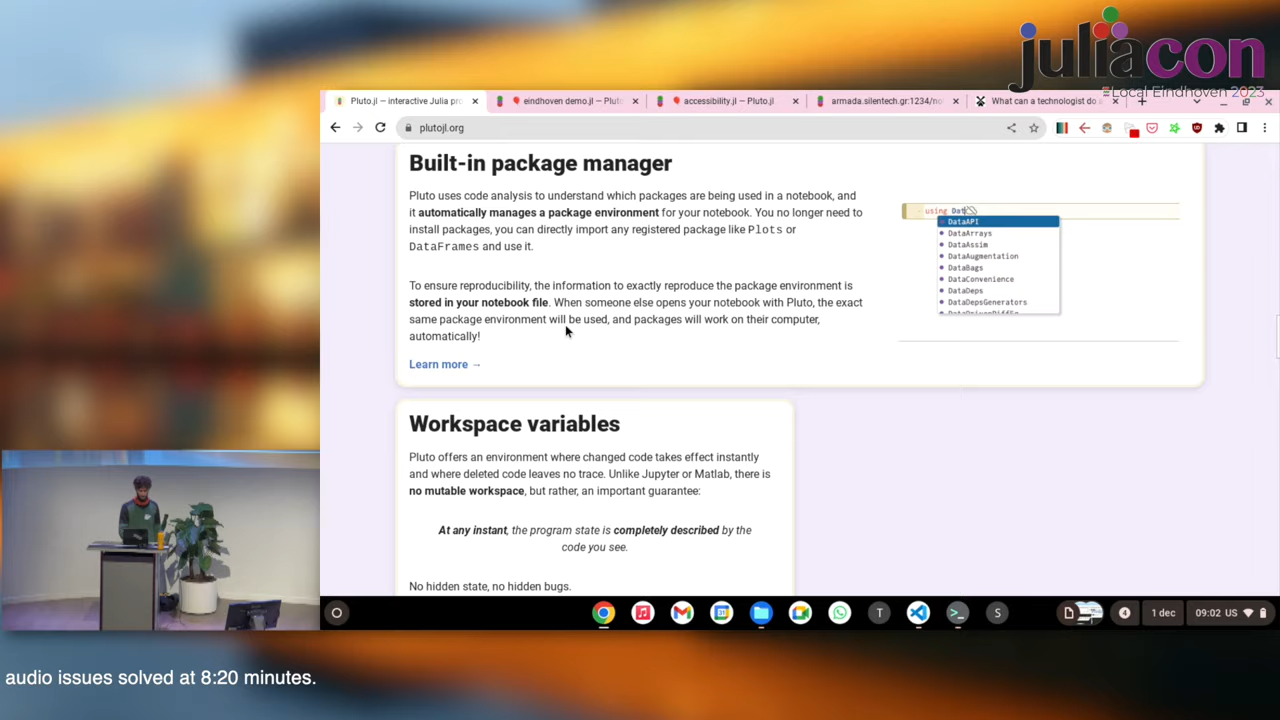 juliacon
Local Eindhoven 2023
Pluto.jl — interactive Julia pro
eindhoven demo.jl — Pluto.jl
accessibility.jl — Pluto.jl
armada.silentech.gr:1234/no
What can a technologist do a
plutojl.org
Built-in package manager
Pluto uses code analysis to understand which packages are being used in a notebook, and
it automatically manages a package environment for your notebook. You no longer need to
install packages, you can directly import any registered package like Plots or
DataFrames and use it.
To ensure reproducibility, the information to exactly reproduce the package environment is
stored in your notebook file. When someone else opens your notebook with Pluto, the exact
same package environment will be used, and packages will work on their computer,
automatically!
Learn more →
using Dat
DataAPI
DataArrays
DataAssim
DataAugmentation
DataBags
DataConvenience
DataDeps
DataDepsGenerators
Workspace variables
Pluto offers an environment where changed code takes effect instantly
and where deleted code leaves no trace. Unlike Jupyter or Matlab, there is
no mutable workspace, but rather, an important guarantee:
At any instant, the program state is completely described by the
code you see.
No hidden state, no hidden bugs.
T
S
4
1 dec
09:02 US
audio issues solved at 8:20 minutes.